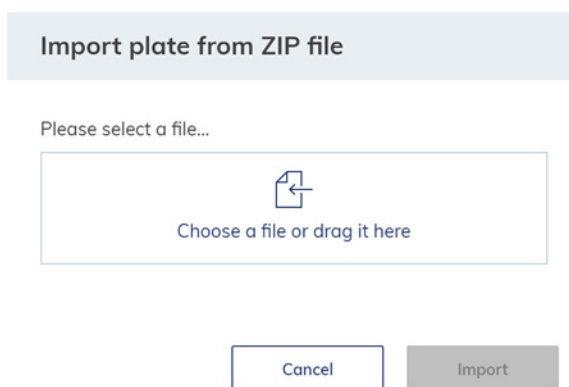 Import plate from ZIP file
Please select a file...
Choose a file or drag it here
Cancel
Import